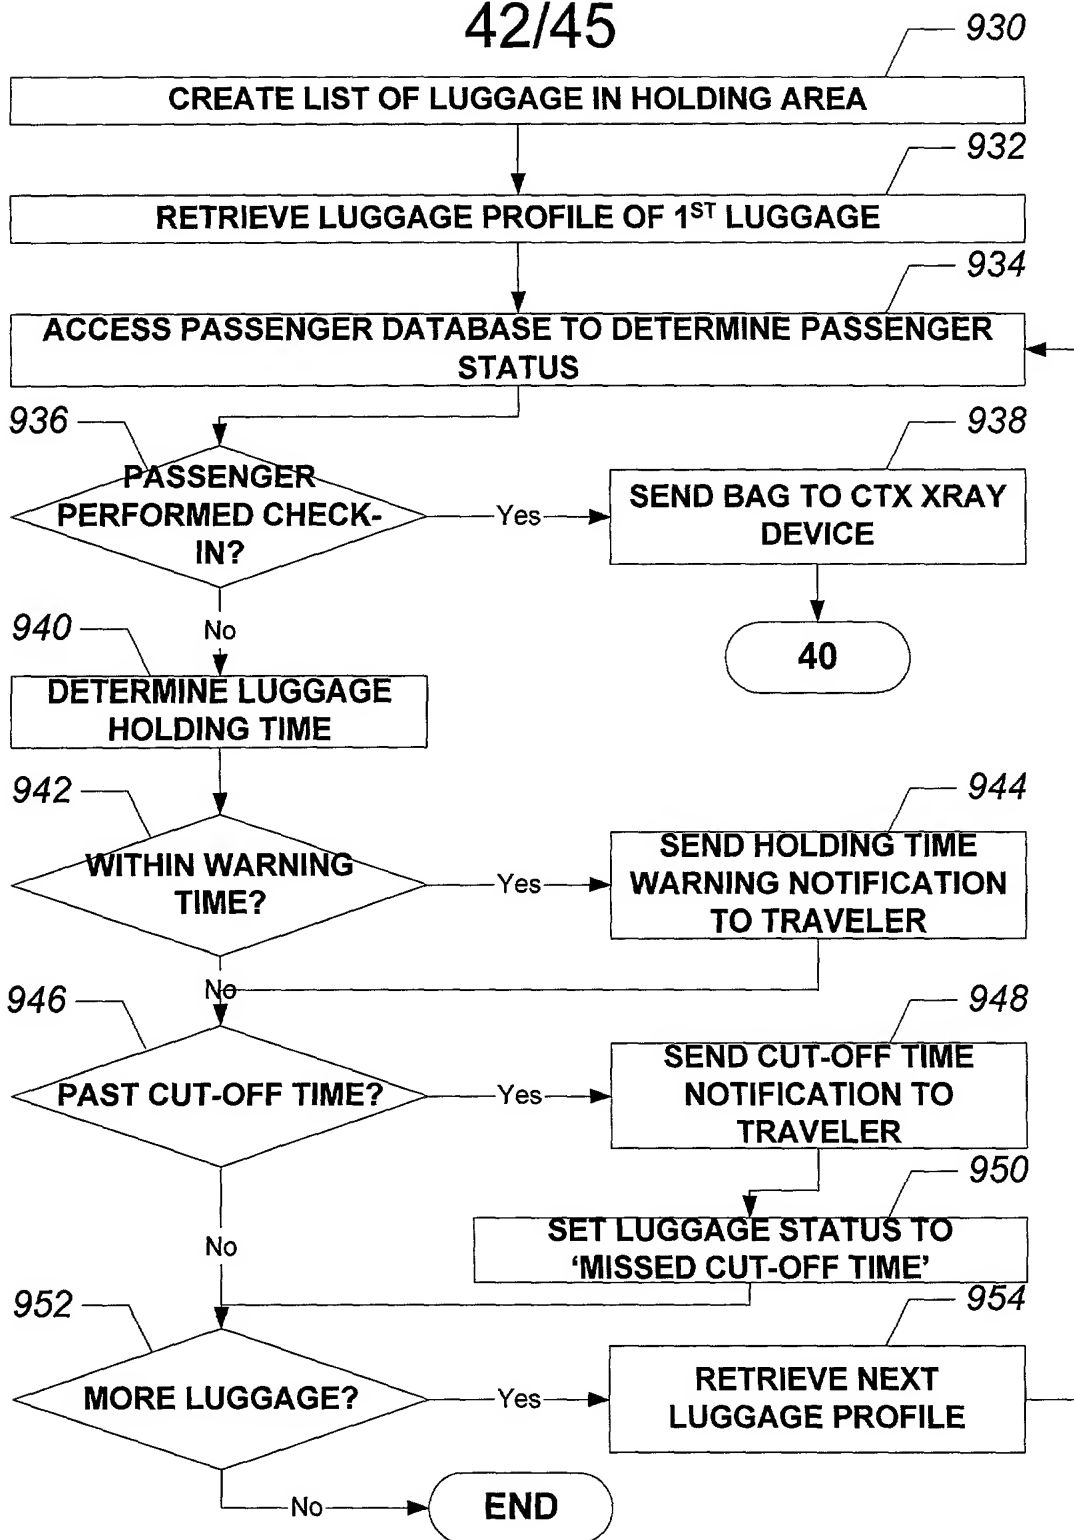 42/45
930
CREATE LIST OF LUGGAGE IN HOLDING AREA
932
RETRIEVE LUGGAGE PROFILE OF 1ST LUGGAGE
934
ACCESS PASSENGER DATABASE TO DETERMINE PASSENGER
STATUS
936
938
PASSENGER
PERFORMED CHECK-
IN?
Yes
SEND BAG TO CTX XRAY
DEVICE
No
40
940
DETERMINE LUGGAGE
HOLDING TIME
942
944
WITHIN WARNING
TIME?
Yes
SEND HOLDING TIME
WARNING NOTIFICATION
TO TRAVELER
No
946
948
PAST CUT-OFF TIME?
Yes
SEND CUT-OFF TIME
NOTIFICATION TO
TRAVELER
950
No
SET LUGGAGE STATUS TO
‘MISSED CUT-OFF TIME’
952
954
MORE LUGGAGE?
Yes
RETRIEVE NEXT
LUGGAGE PROFILE
No
END